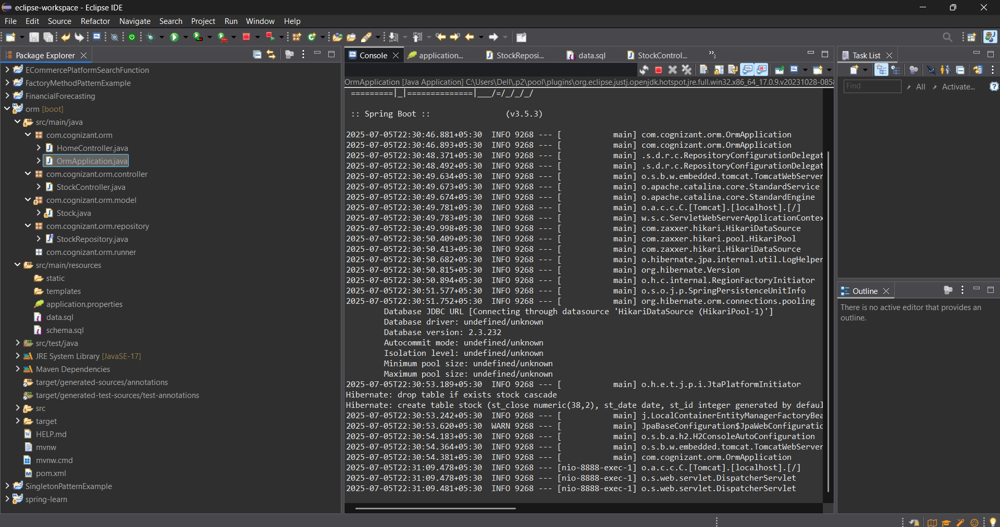 eclipse-workspace - Eclipse IDE
File Edit Source Refactor Navigate Search Project Run Window Help
Package Explorer
ECommercePlatformSearchFunction
FactoryMethodPatternExample
FinancialForecasting
orm [boot]
src/main/java
com.cognizant.orm
HomeController.java
OrmApplication.java
com.cognizant.orm.controller
StockController.java
com.cognizant.orm.model
Stock.java
com.cognizant.orm.repository
StockRepository.java
com.cognizant.orm.runner
src/main/resources
static
templates
application.properties
data.sql
schema.sql
src/test/java
JRE System Library [JavaSE-17]
Maven Dependencies
target/generated-sources/annotations
target/generated-test-sources/test-annotations
src
target
HELP.md
mvnw
mvnw.cmd
pom.xml
SingletonPatternExample
spring-learn
Console application... StockReposi... data.sql StockControl... »3
OrmApplication [Java Application] C:\Users\Dell\.p2\pool\plugins\org.eclipse.justj.openjdk.hotspot.jre.full.win32.x86_64_17.0.9.v20231028-085
=========|_|==============|___/=/_/_/_/
:: Spring Boot :: (v3.5.3)
2025-07-05T22:30:46.881+05:30 INFO 9268 --- [ main] com.cognizant.orm.OrmApplication
2025-07-05T22:30:46.893+05:30 INFO 9268 --- [ main] com.cognizant.orm.OrmApplication
2025-07-05T22:30:48.371+05:30 INFO 9268 --- [ main] .s.d.r.c.RepositoryConfigurationDelegat
2025-07-05T22:30:48.492+05:30 INFO 9268 --- [ main] .s.d.r.c.RepositoryConfigurationDelegat
2025-07-05T22:30:49.634+05:30 INFO 9268 --- [ main] o.s.b.w.embedded.tomcat.TomcatWebServer
2025-07-05T22:30:49.673+05:30 INFO 9268 --- [ main] o.apache.catalina.core.StandardService
2025-07-05T22:30:49.674+05:30 INFO 9268 --- [ main] o.apache.catalina.core.StandardEngine
2025-07-05T22:30:49.781+05:30 INFO 9268 --- [ main] o.a.c.c.C.[Tomcat].[localhost].[/]
2025-07-05T22:30:49.783+05:30 INFO 9268 --- [ main] w.s.c.ServletWebServerApplicationContex
2025-07-05T22:30:49.998+05:30 INFO 9268 --- [ main] com.zaxxer.hikari.HikariDataSource
2025-07-05T22:30:50.409+05:30 INFO 9268 --- [ main] com.zaxxer.hikari.pool.HikariPool
2025-07-05T22:30:50.413+05:30 INFO 9268 --- [ main] com.zaxxer.hikari.HikariDataSource
2025-07-05T22:30:50.682+05:30 INFO 9268 --- [ main] o.hibernate.jpa.internal.util.LogHelper
2025-07-05T22:30:50.815+05:30 INFO 9268 --- [ main] org.hibernate.Version
2025-07-05T22:30:50.894+05:30 INFO 9268 --- [ main] o.h.c.internal.RegionFactoryInitiator
2025-07-05T22:30:51.577+05:30 INFO 9268 --- [ main] o.s.o.j.p.SpringPersistenceUnitInfo
2025-07-05T22:30:51.752+05:30 INFO 9268 --- [ main] org.hibernate.orm.connections.pooling
Database JDBC URL [Connecting through datasource 'HikariDataSource (HikariPool-1)']
Database driver: undefined/unknown
Database version: 2.3.232
Autocommit mode: undefined/unknown
Isolation level: undefined/unknown
Minimum pool size: undefined/unknown
Maximum pool size: undefined/unknown
2025-07-05T22:30:53.189+05:30 INFO 9268 --- [ main] o.h.e.t.j.p.i.JtaPlatformInitiator
Hibernate: drop table if exists stock cascade
Hibernate: create table stock (st_close numeric(38,2), st_date date, st_id integer generated by defaul
2025-07-05T22:30:53.242+05:30 INFO 9268 --- [ main] j.LocalContainerEntityManagerFactoryBea
2025-07-05T22:30:53.620+05:30 WARN 9268 --- [ main] JpaBaseConfiguration$JpaWebConfiguratic
2025-07-05T22:30:54.183+05:30 INFO 9268 --- [ main] o.s.b.a.h2.H2ConsoleAutoConfiguration
2025-07-05T22:30:54.364+05:30 INFO 9268 --- [ main] o.s.b.w.embedded.tomcat.TomcatWebServer
2025-07-05T22:30:54.381+05:30 INFO 9268 --- [ main] com.cognizant.orm.OrmApplication
2025-07-05T22:31:09.478+05:30 INFO 9268 --- [nio-8888-exec-1] o.a.c.c.C.[Tomcat].[localhost].[/]
2025-07-05T22:31:09.478+05:30 INFO 9268 --- [nio-8888-exec-1] o.s.web.servlet.DispatcherServlet
2025-07-05T22:31:09.481+05:30 INFO 9268 --- [nio-8888-exec-1] o.s.web.servlet.DispatcherServlet
Task List
Find All Activate...
Outline
There is no active editor that provides an
outline.